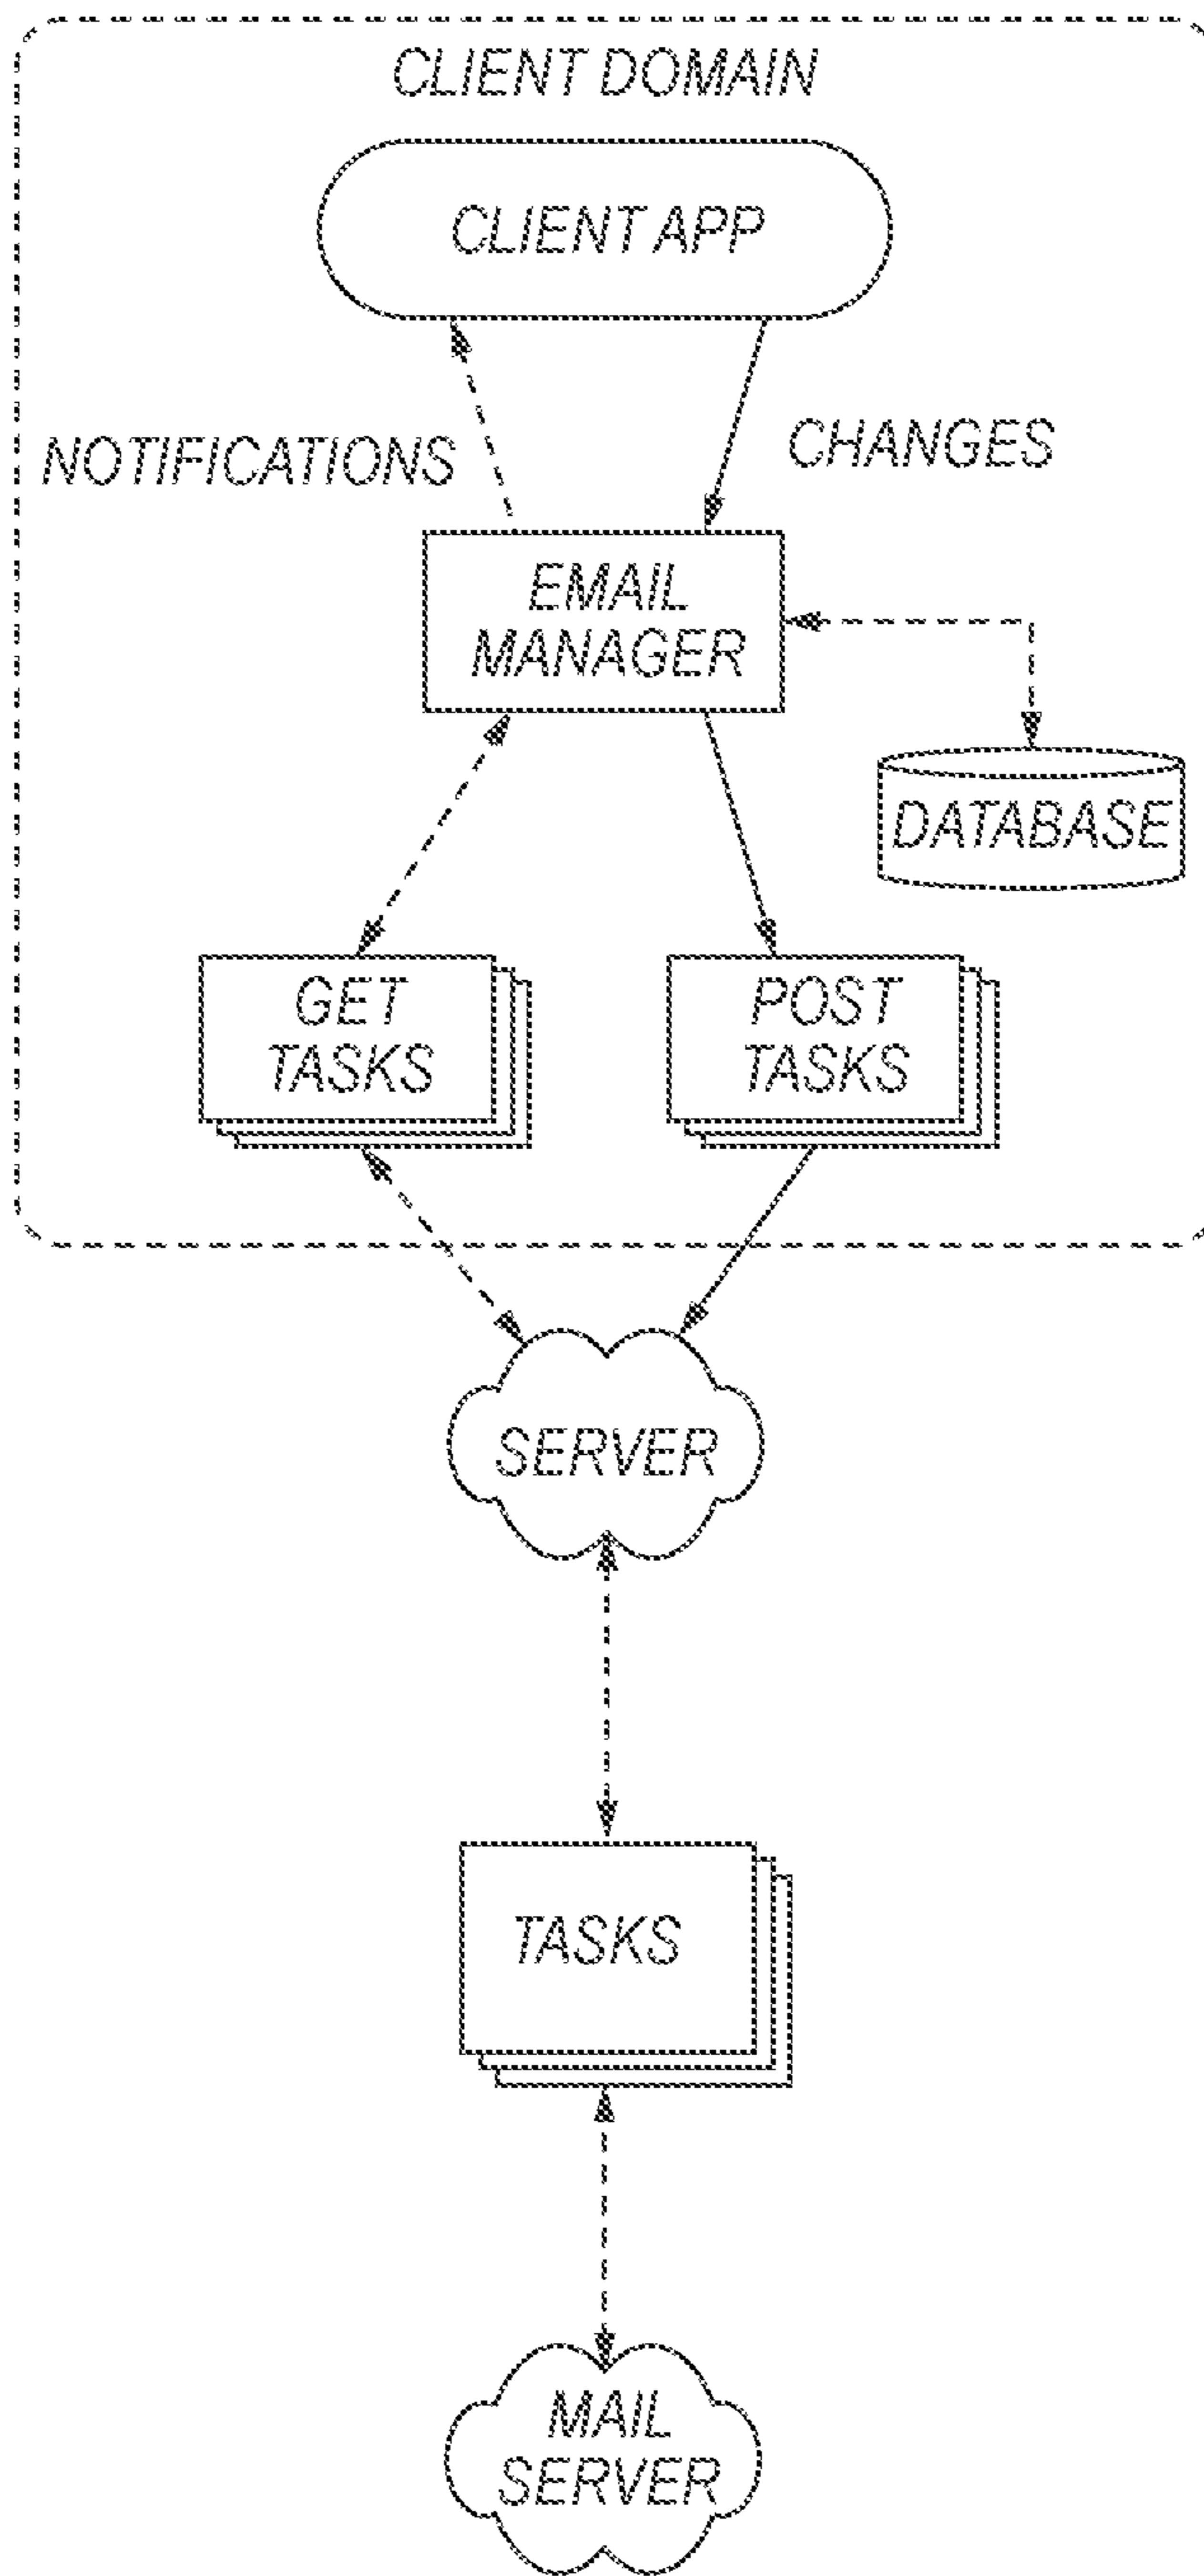 CLIENT DOMAIN
CLIENT APP
NOTIFICATIONS
CHANGES
EMAIL
MANAGER
DATABASE
GET
TASKS
POST
TASKS
SERVER
TASKS
MAIL
SERVER